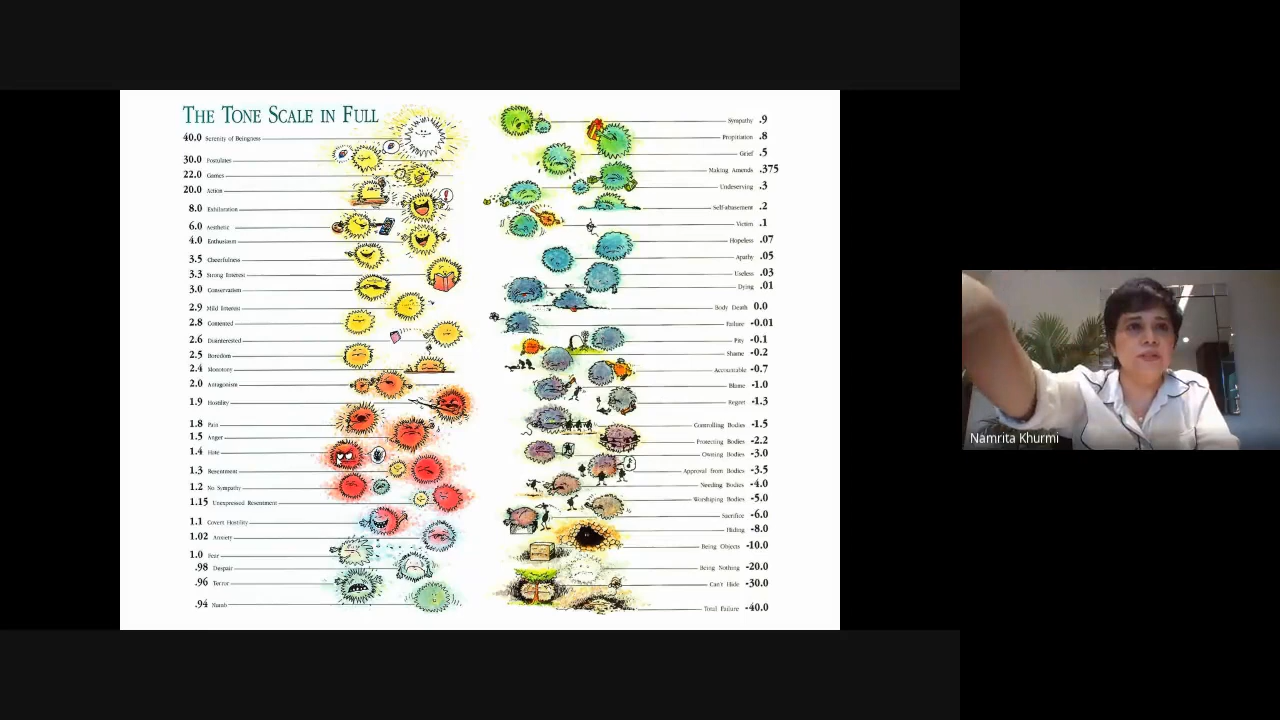 THE TONE SCALE IN FULL
40.0 Serenity of Beingness
30.0 Postulates
22.0 Games
20.0 Action
8.0 Exhilaration
6.0 Aesthetic
4.0 Enthusiasm
3.5 Cheerfulness
3.3 Strong Interest
3.0 Conservatism
2.9 Mild Interest
2.8 Contented
2.6 Disinterested
2.5 Boredom
2.4 Monotony
2.0 Antagonism
1.9 Hostility
1.8 Pain
1.5 Anger
1.4 Hate
1.3 Resentment
1.2 No Sympathy
1.15 Unexpressed Resentment
1.1 Covert Hostility
1.02 Anxiety
1.0 Fear
.98 Despair
.96 Terror
.94 Numb
Sympathy .9
Propitiation .8
Grief .5
Making Amends .375
Undeserving .3
Self-abasement .2
Victim .1
Hopeless .07
Apathy .05
Useless .03
Dying .01
Body Death 0.0
Failure -0.01
Pity -0.1
Shame -0.2
Accountable -0.7
Blame -1.0
Regret -1.3
Controlling Bodies -1.5
Protecting Bodies -2.2
Owning Bodies -3.0
Approval from Bodies -3.5
Needing Bodies -4.0
Worshiping Bodies -5.0
Sacrifice -6.0
Hiding -8.0
Being Objects -10.0
Being Nothing -20.0
Can't Hide -30.0
Total Failure -40.0
Namrita Khurmi